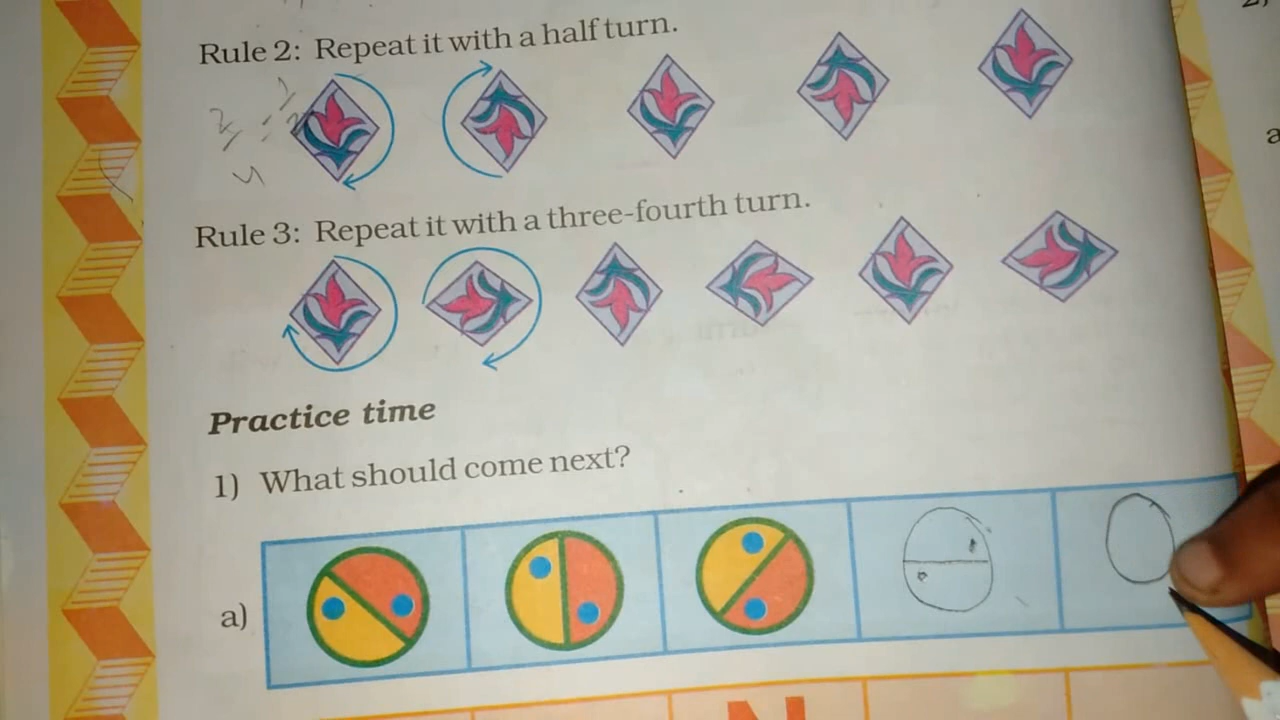 Rule 2: Repeat it with a half turn.
Rule 3: Repeat it with a three-fourth turn.
Practice time
1) What should come next?
a)
N